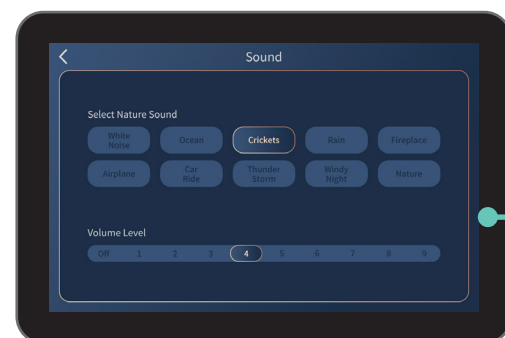 Sound
Select Nature Sound
White Noise Ocean Crickets Rain Fireplace
Airplane Car Ride Thunder Storm Windy Night Nature
Volume Level
Off 1 2 3 4 5 6 7 8 9